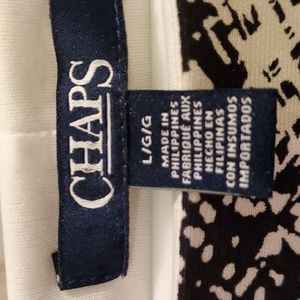 CHAPS
L/G/G
MADE IN
PHILIPPINES
FABRIQUÉ AUX
PHILIPPINES
HECHO EN
FILIPINAS
CON INSUMOS
IMPORTADOS